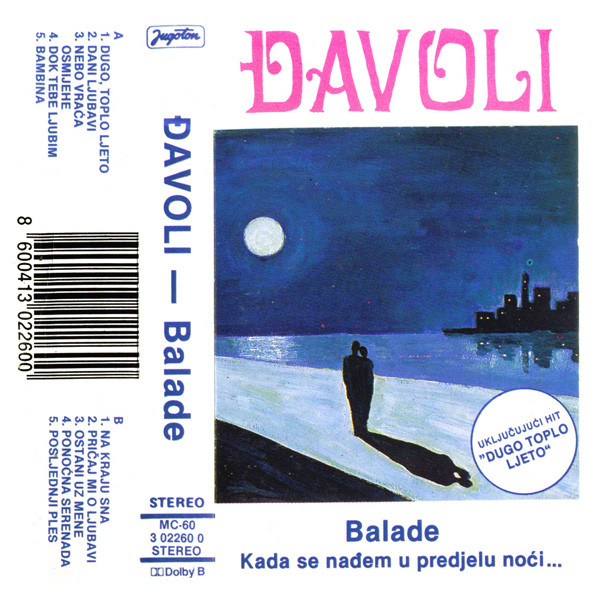 A
1. DUGO, TOPLO LJETO
2. DANI LJUBAVI
3. NEBO VRAĆA
OSMIJEHE
4. DOK TEBE LJUBIM
5. BAMBINA
8 600413 022600
B
1. NA KRAJU SNA
2. PRIČAJ MI O LJUBAVI
3. OSTANI UZ MENE
4. PONOĆNA SERENADA
5. POSLJEDNJI PLES
Jugoton
ĐAVOLI — Balade
STEREO
MC-60
3 02260 0
STEREO
Dolby B
ĐAVOLI
UKLJUČUJUĆI HIT
"DUGO TOPLO
LJETO“
Balade
Kada se nađem u predjelu noći...